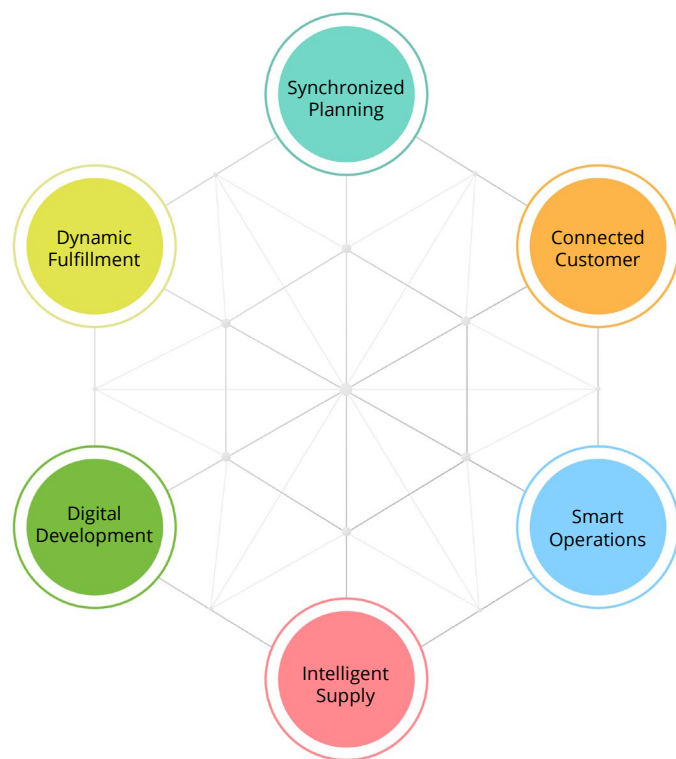 Synchronized
Planning
Dynamic
Fulfillment
Connected
Customer
Digital
Development
Smart
Operations
Intelligent
Supply